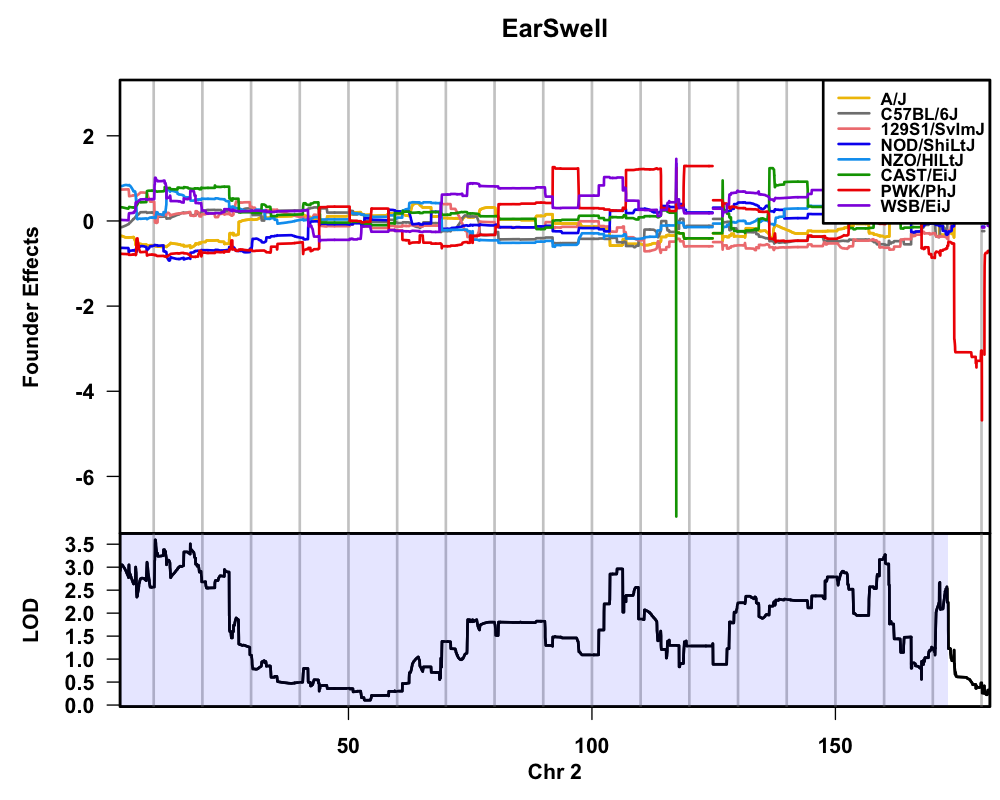 EarSwell
A/J
C57BL/6J
129S1/SvImJ
NOD/ShiLtJ
NZO/HlLtJ
CAST/EiJ
PWK/PhJ
WSB/EiJ
Founder Effects
2
0
-2
-4
-6
LOD
3.5
3.0
2.5
2.0
1.5
1.0
0.5
0.0
50 100 150
Chr 2